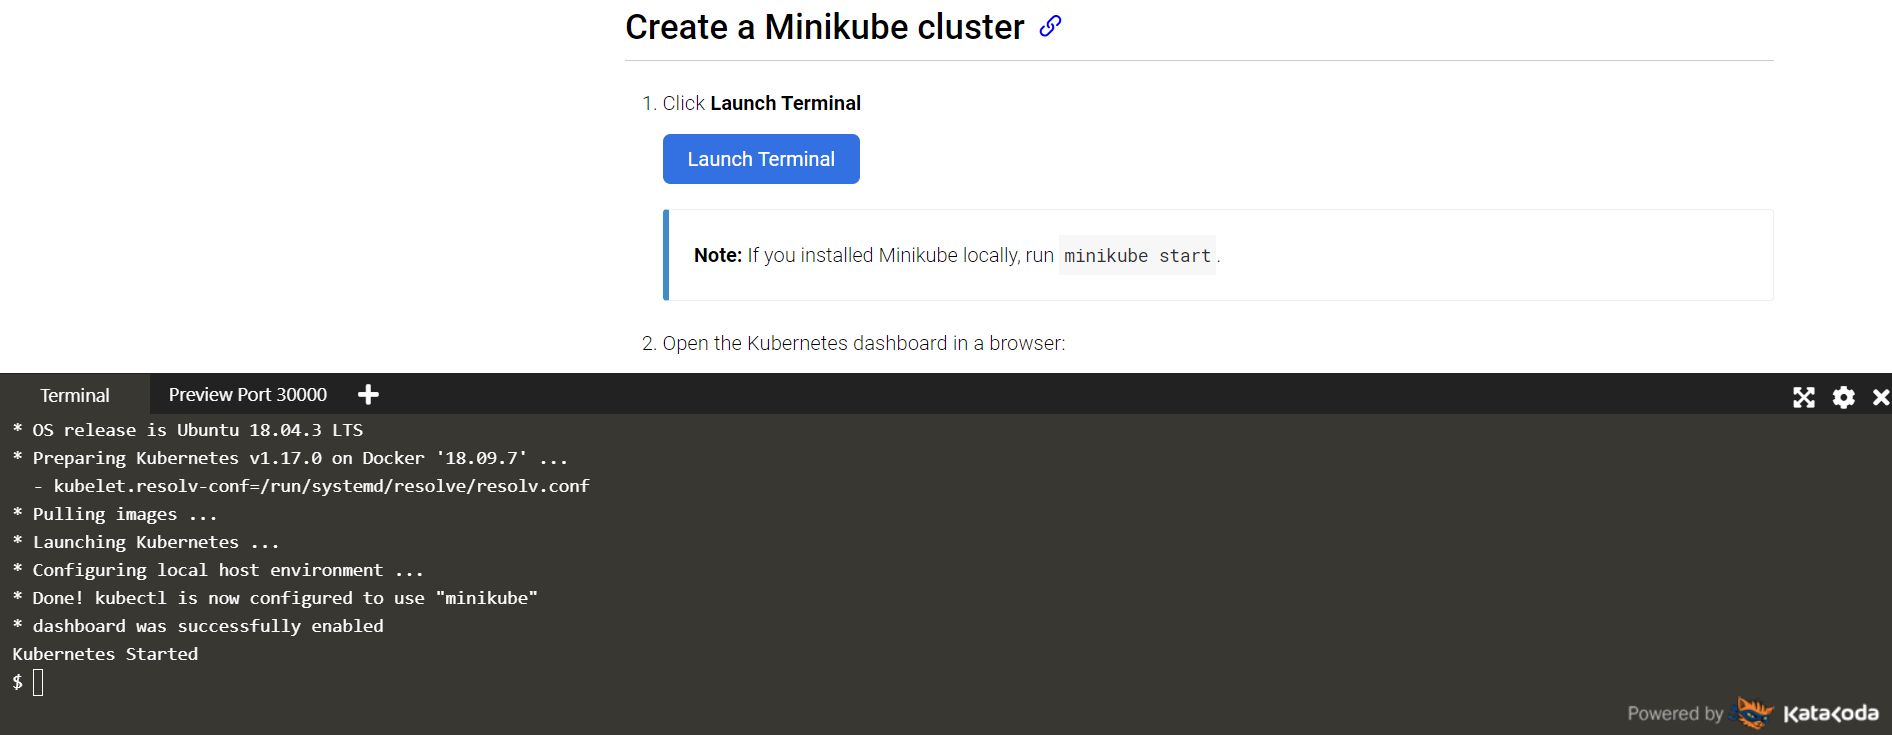 Create a Minikube cluster
1. Click Launch Terminal
Launch Terminal
Note: If you installed Minikube locally, run minikube start.
2. Open the Kubernetes dashboard in a browser:
Terminal Preview Port 30000
* OS release is Ubuntu 18.04.3 LTS
* Preparing Kubernetes v1.17.0 on Docker '18.09.7' ...
  - kubelet.resolv-conf=/run/systemd/resolve/resolv.conf
* Pulling images ...
* Launching Kubernetes ...
* Configuring local host environment ...
* Done! kubectl is now configured to use "minikube"
* dashboard was successfully enabled
Kubernetes Started
$
Powered by Katacoda